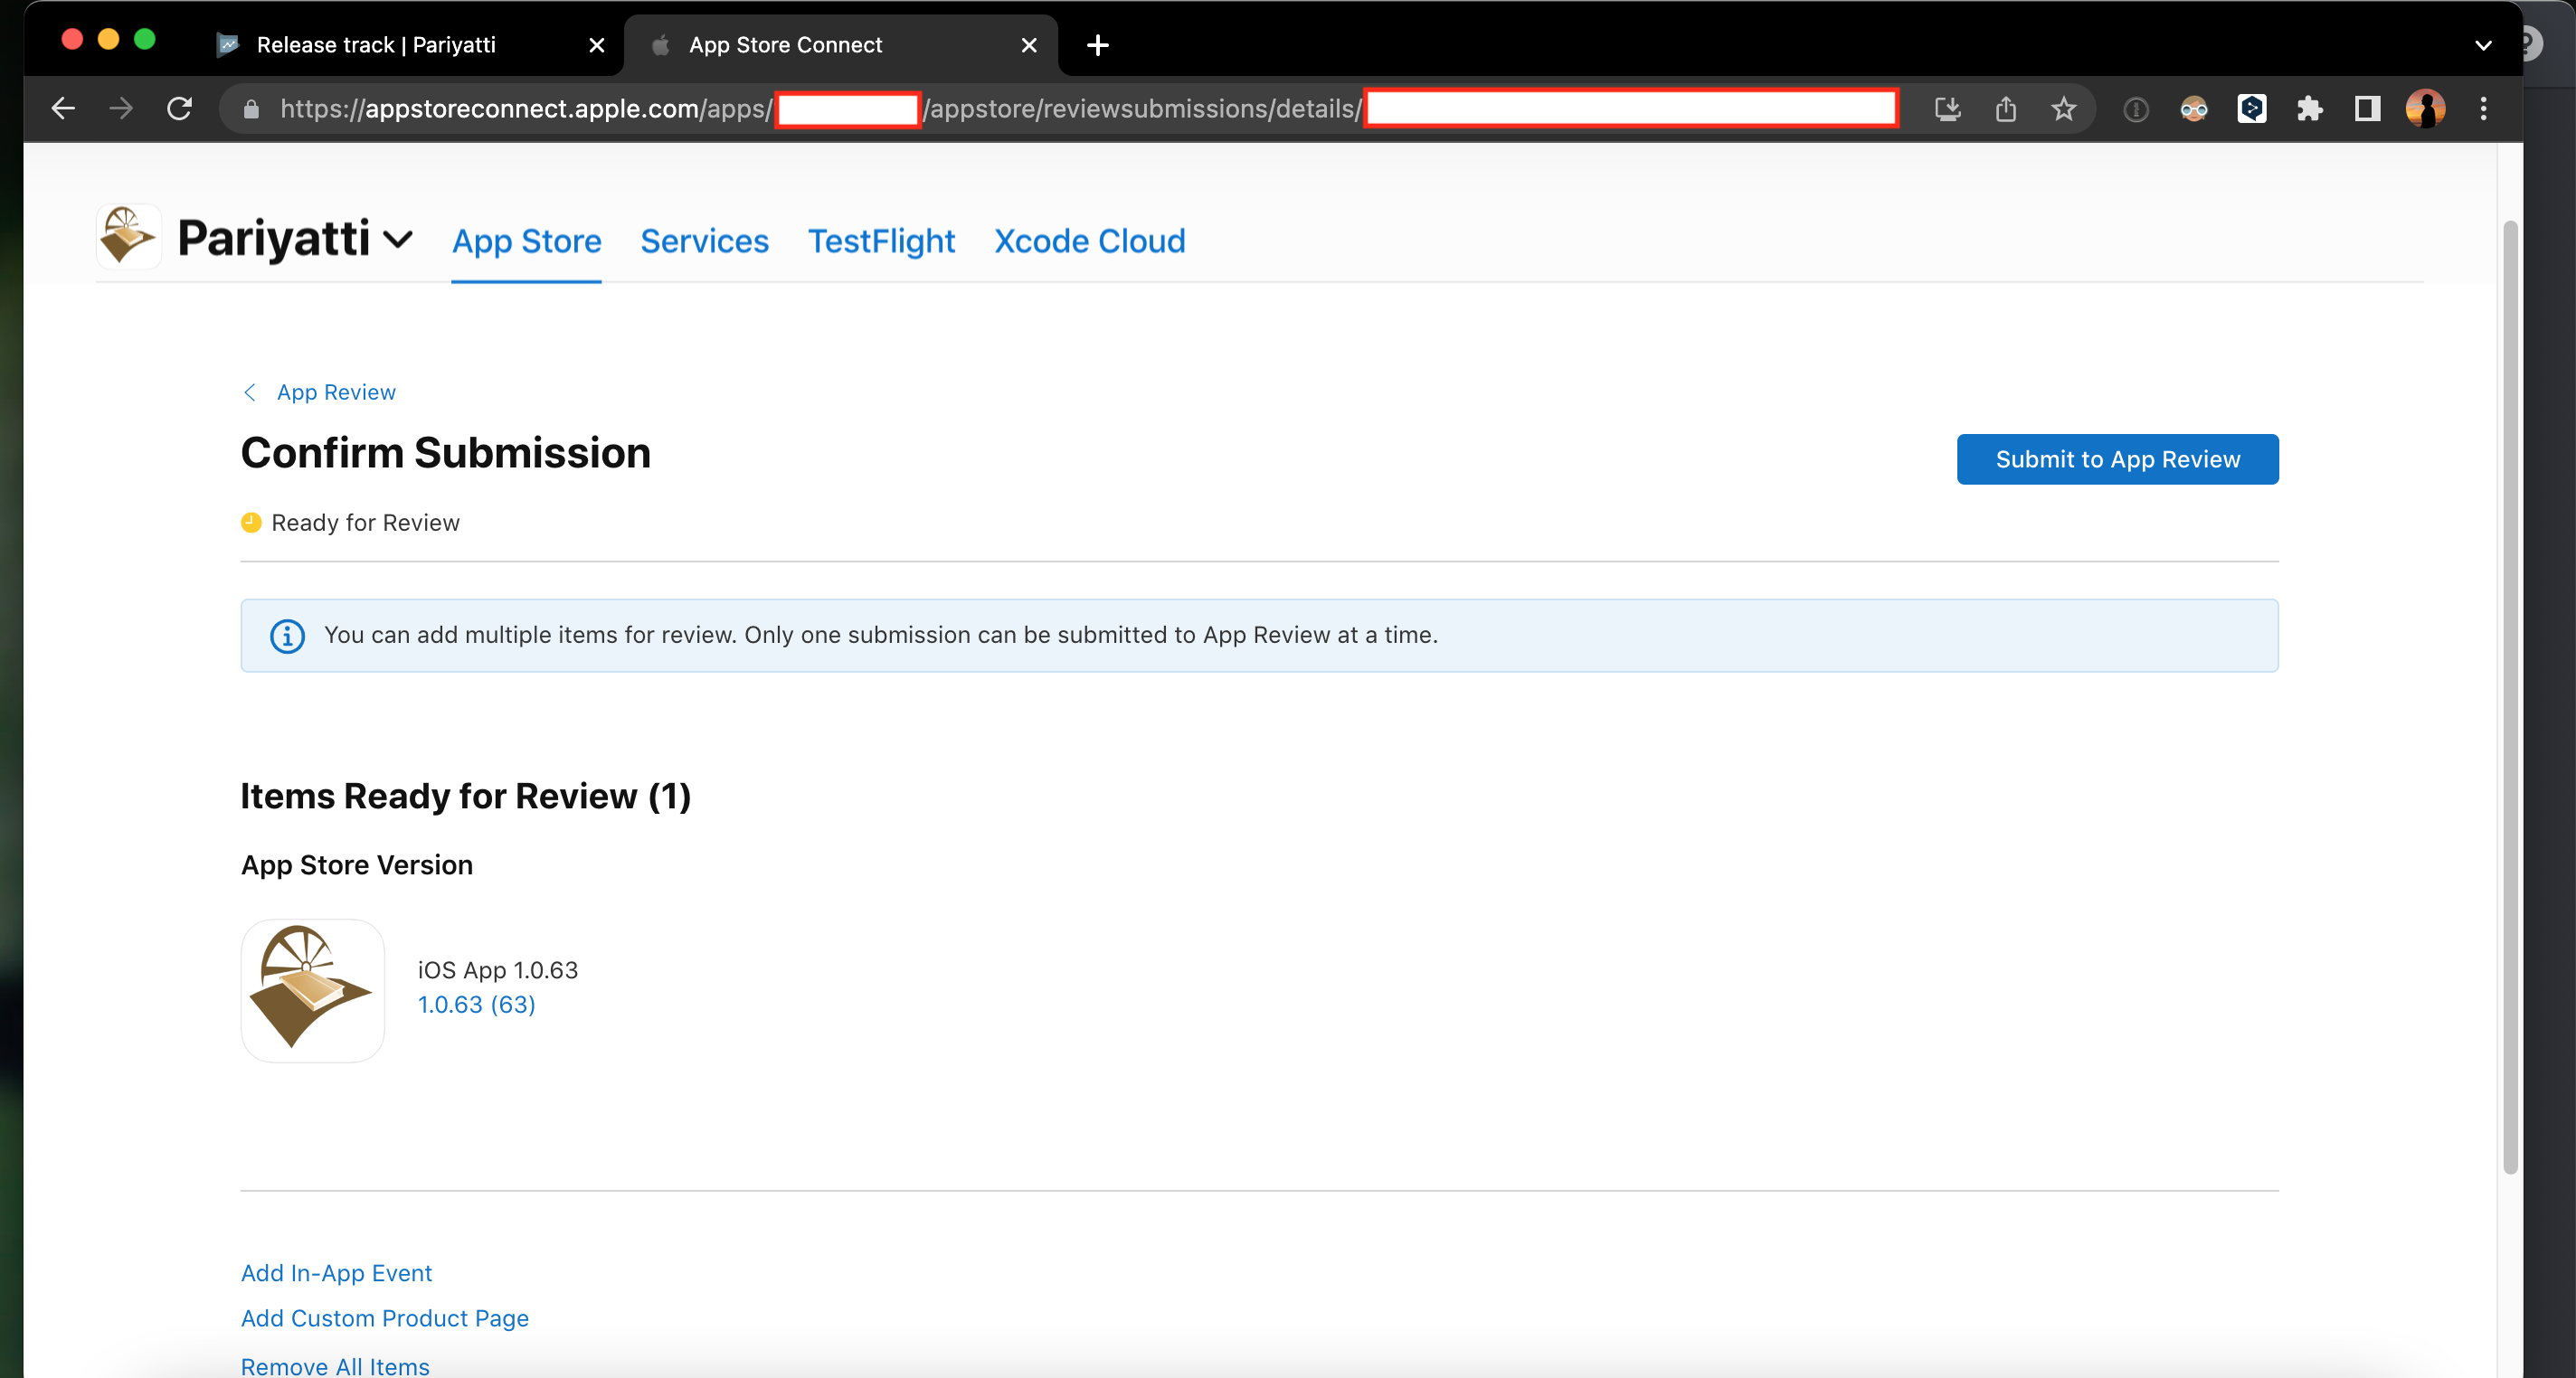 Release track | Pariyatti
App Store Connect
https://appstoreconnect.apple.com/apps/ /appstore/reviewsubmissions/details/
Pariyatti
App Store
Services
TestFlight
Xcode Cloud
App Review
Confirm Submission
Submit to App Review
Ready for Review
You can add multiple items for review. Only one submission can be submitted to App Review at a time.
Items Ready for Review (1)
App Store Version
iOS App 1.0.63
1.0.63 (63)
Add In-App Event
Add Custom Product Page
Remove All Items